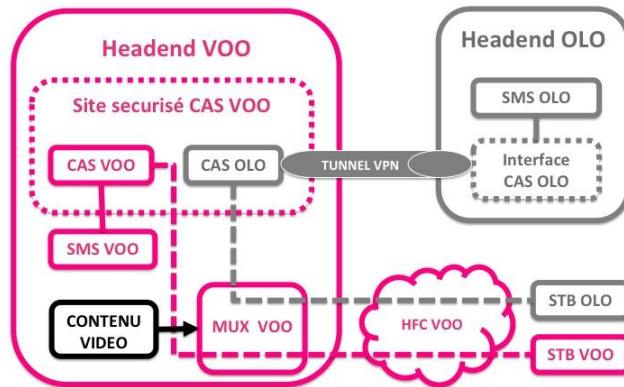 Headend VOO
Headend OLO
Site securisé CAS VOO
SMS OLO
CAS VOO
CAS OLO
TUNNEL VPN
Interface
CAS OLO
SMS VOO
CONTENU
VIDEO
MUX VOO
HFC VOO
STB OLO
STB VOO